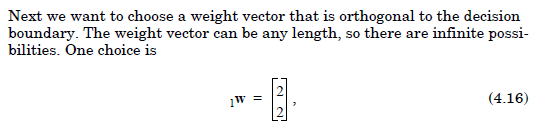 Next we want to choose a weight vector that is orthogonal to the decision
boundary. The weight vector can be any length, so there are infinite possi-
bilities. One choice is
₁w = [2
2] , (4.16)